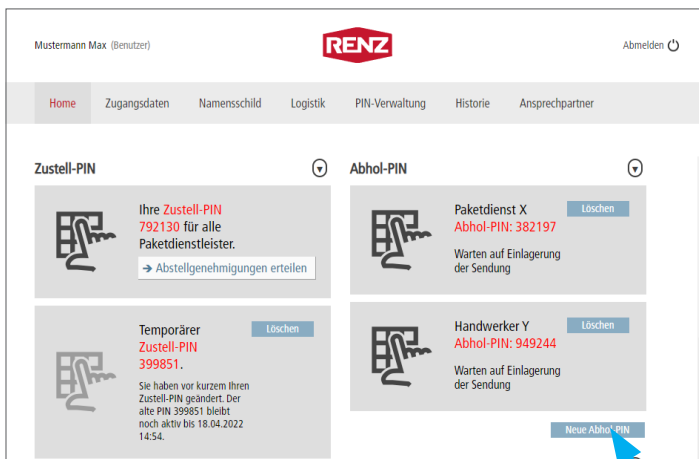 Mustermann Max (Benutzer)
RENZ
Abmelden
Home Zugangsdaten Namensschild Logistik PIN-Verwaltung Historie Ansprechpartner
Zustell-PIN
Ihre Zustell-PIN
792130 für alle
Paketdienstleister.
→ Abstellgenehmigungen erteilen
Temporärer
Zustell-PIN
399851.
Löschen
Sie haben vor kurzem Ihren
Zustell-PIN geändert. Der
alte PIN 399851 bleibt
noch aktiv bis 18.04.2022
14:54.
Abhol-PIN
Paketdienst X
Abhol-PIN: 382197
Löschen
Warten auf Einlagerung
der Sendung
Handwerker Y
Abhol-PIN: 949244
Löschen
Warten auf Einlagerung
der Sendung
Neue Abhol-PIN